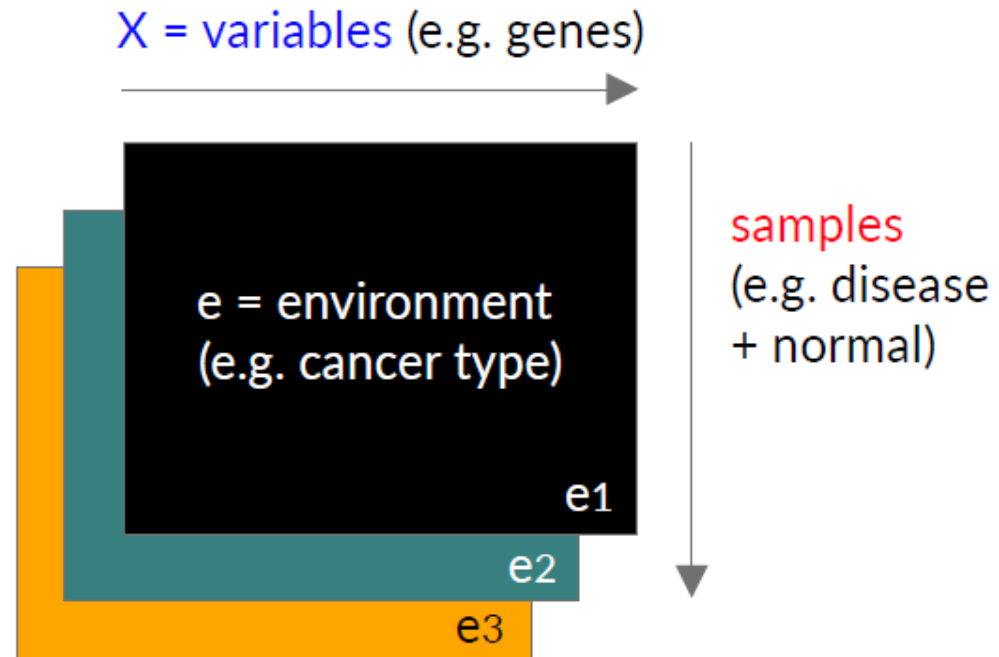 X = variables (e.g. genes)
samples
(e.g. disease
+ normal)
e = environment
(e.g. cancer type)
e1
e2
e3